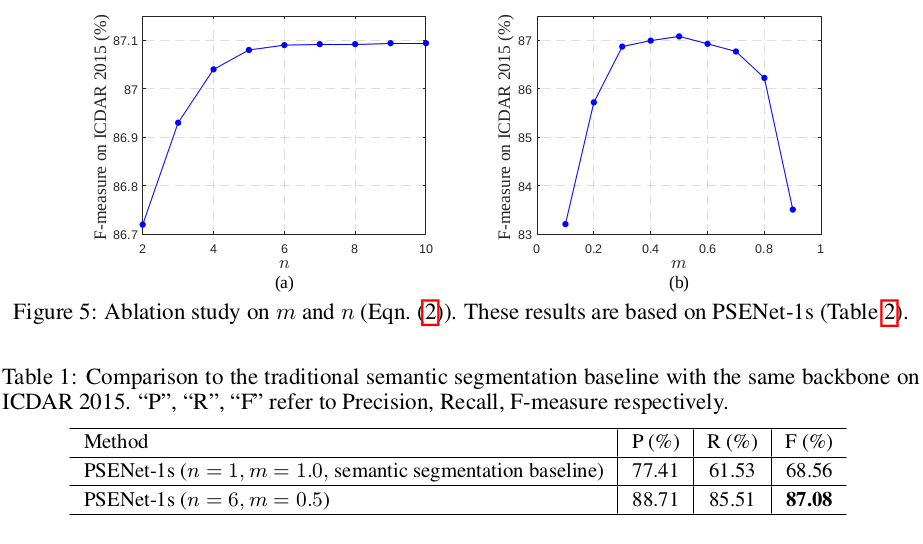 F-measure on ICDAR 2015 (%)
87.1
87
86.9
86.8
86.7
2 4 6 8 10
n
(a)
F-measure on ICDAR 2015 (%)
87
86
85
84
83
0 0.2 0.4 0.6 0.8 1
m
(b)
Figure 5: Ablation study on m and n (Eqn. (2)). These results are based on PSENet-1s (Table 2).
Table 1: Comparison to the traditional semantic segmentation baseline with the same backbone on
ICDAR 2015. “P”, “R”, “F” refer to Precision, Recall, F-measure respectively.
Method P (%) R (%) F (%)
PSENet-1s (n = 1, m = 1.0, semantic segmentation baseline) 77.41 61.53 68.56
PSENet-1s (n = 6, m = 0.5) 88.71 85.51 87.08